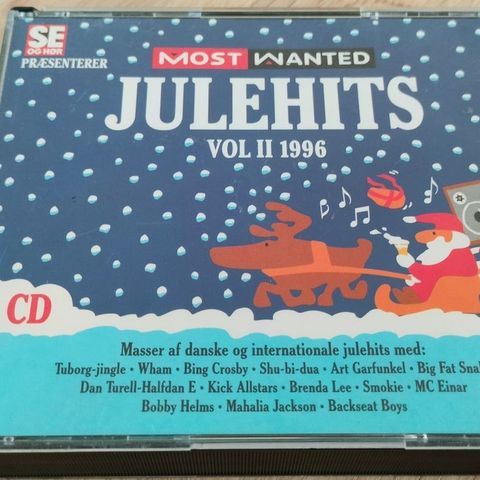 SE
OG HØR
PRÆSENTERER
MOST WANTED
JULEHITS
VOL II 1996
CD
Masser af danske og internationale julehits med:
Tuborg-jingle · Wham · Bing Crosby · Shu-bi-dua · Art Garfunkel · Big Fat
Dan Turell-Halfdan E · Kick Allstars · Brenda Lee · Smokie · MC Einar
Bobby Helms · Mahalia Jackson · Backseat Boys